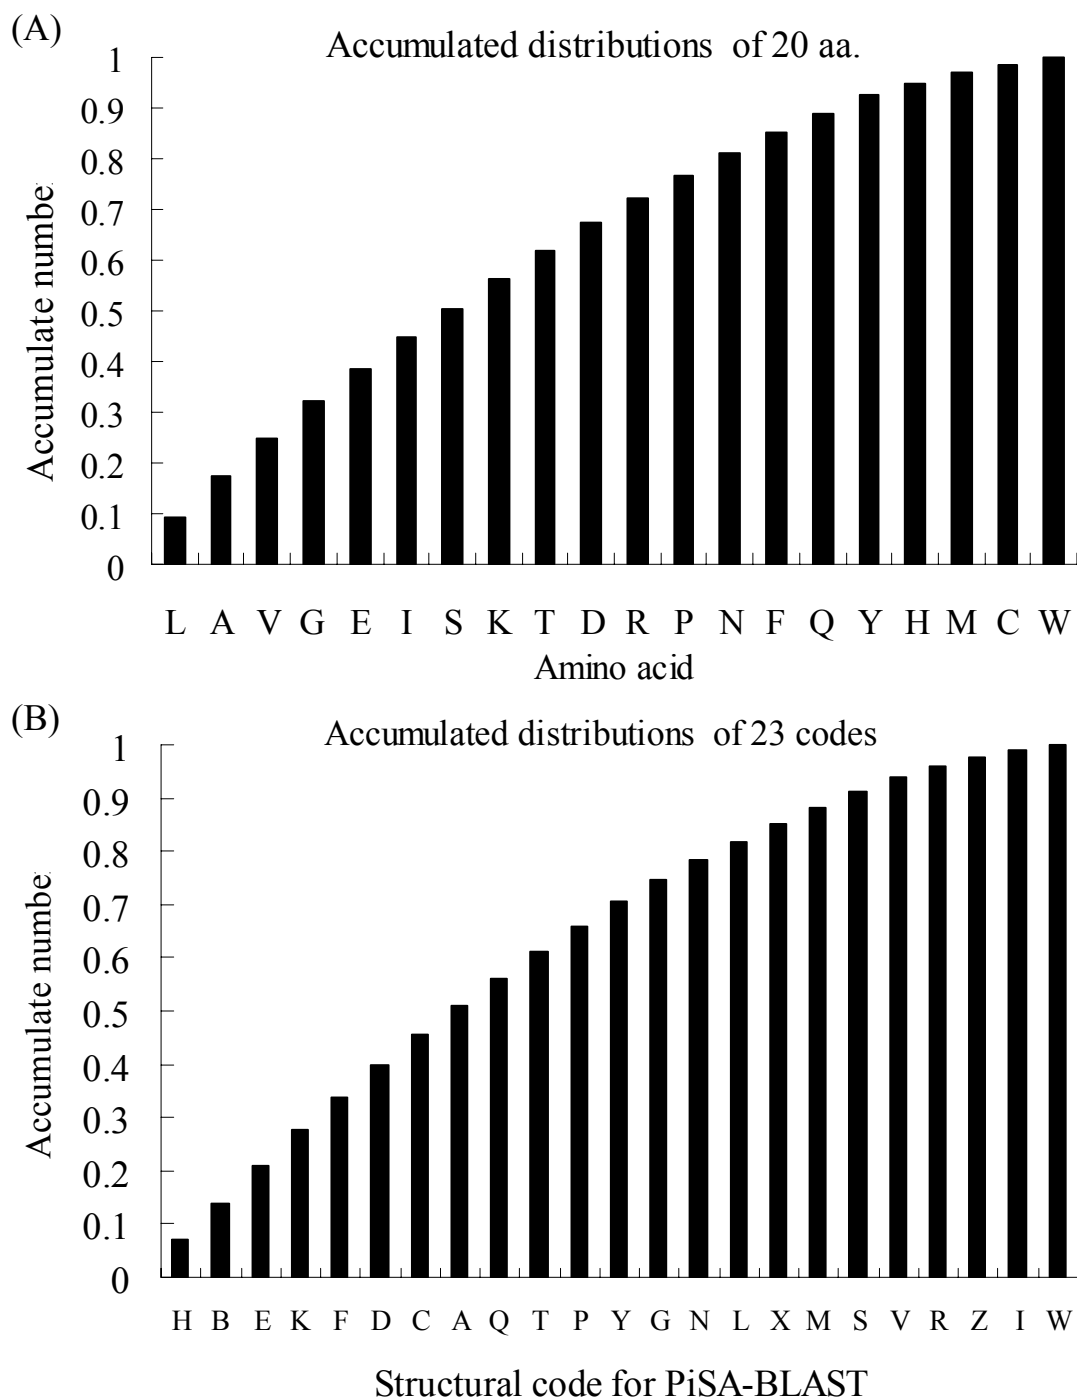 (A)
Accumulated distributions of 20 aa.
Accumulate numbe
1
0.9
0.8
0.7
0.6
0.5
0.4
0.3
0.2
0.1
0
L A V G E I S K T D R P N F Q Y H M C W
Amino acid
(B)
Accumulated distributions of 23 codes
Accumulate numbe
1
0.9
0.8
0.7
0.6
0.5
0.4
0.3
0.2
0.1
0
H B E K F D C A Q T P Y G N L X M S V R Z I W
Structural code for PiSA-BLAST